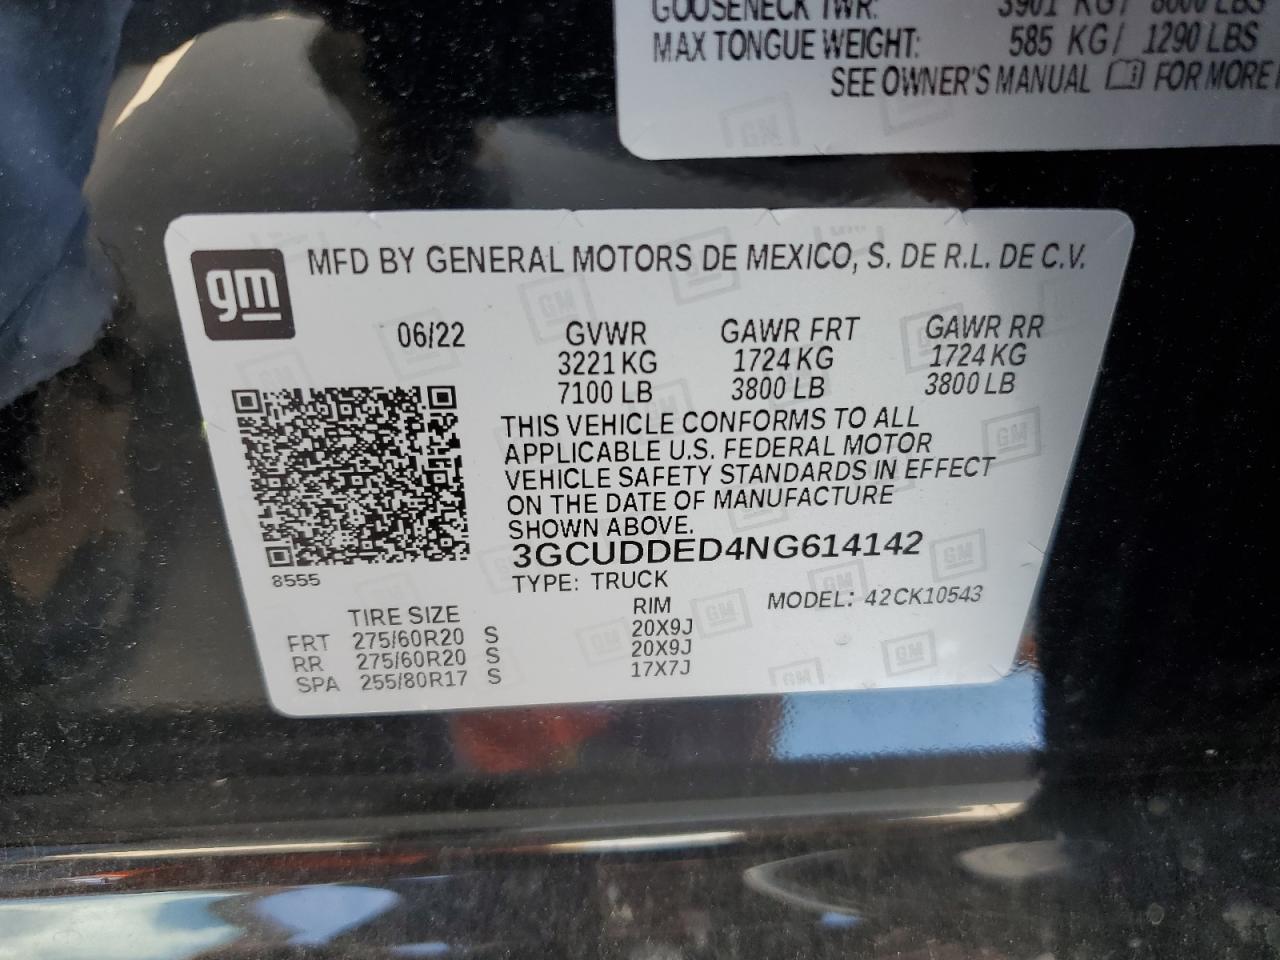 GOOSENECK TWR: 3901 KG/ 8600 LBS
MAX TONGUE WEIGHT: 585 KG/ 1290 LBS
SEE OWNER'S MANUAL FOR MORE
gm
MFD BY GENERAL MOTORS DE MEXICO, S. DE R.L. DE C.V.
06/22 GVWR GAWR FRT GAWR RR
3221 KG 1724 KG 1724 KG
7100 LB 3800 LB 3800 LB
THIS VEHICLE CONFORMS TO ALL
APPLICABLE U.S. FEDERAL MOTOR
VEHICLE SAFETY STANDARDS IN EFFECT
ON THE DATE OF MANUFACTURE
SHOWN ABOVE.
3GCUDDED4NG614142
8555
TYPE: TRUCK
MODEL: 42CK10543
TIRE SIZE RIM
FRT 275/60R20 S 20X9J
RR 275/60R20 S 20X9J
SPA 255/80R17 S 17X7J